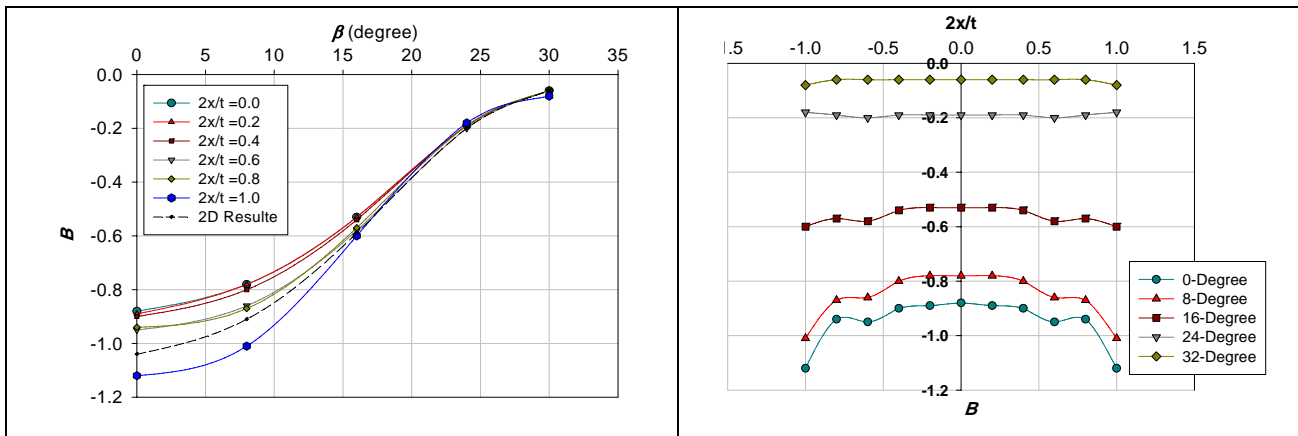 β (degree)
0 5 10 15 20 25 30 35
0.0
-0.2
-0.4
-0.6
-0.8
-1.0
-1.2
B
2x/t =0.0
2x/t =0.2
2x/t =0.4
2x/t =0.6
2x/t =0.8
2x/t =1.0
2D Resulte
2x/t
1.5 -1.0 -0.5 0.0 0.5 1.0 1.5
0.0
-0.2
-0.4
-0.6
-0.8
-1.0
-1.2
B
0-Degree
8-Degree
16-Degree
24-Degree
32-Degree